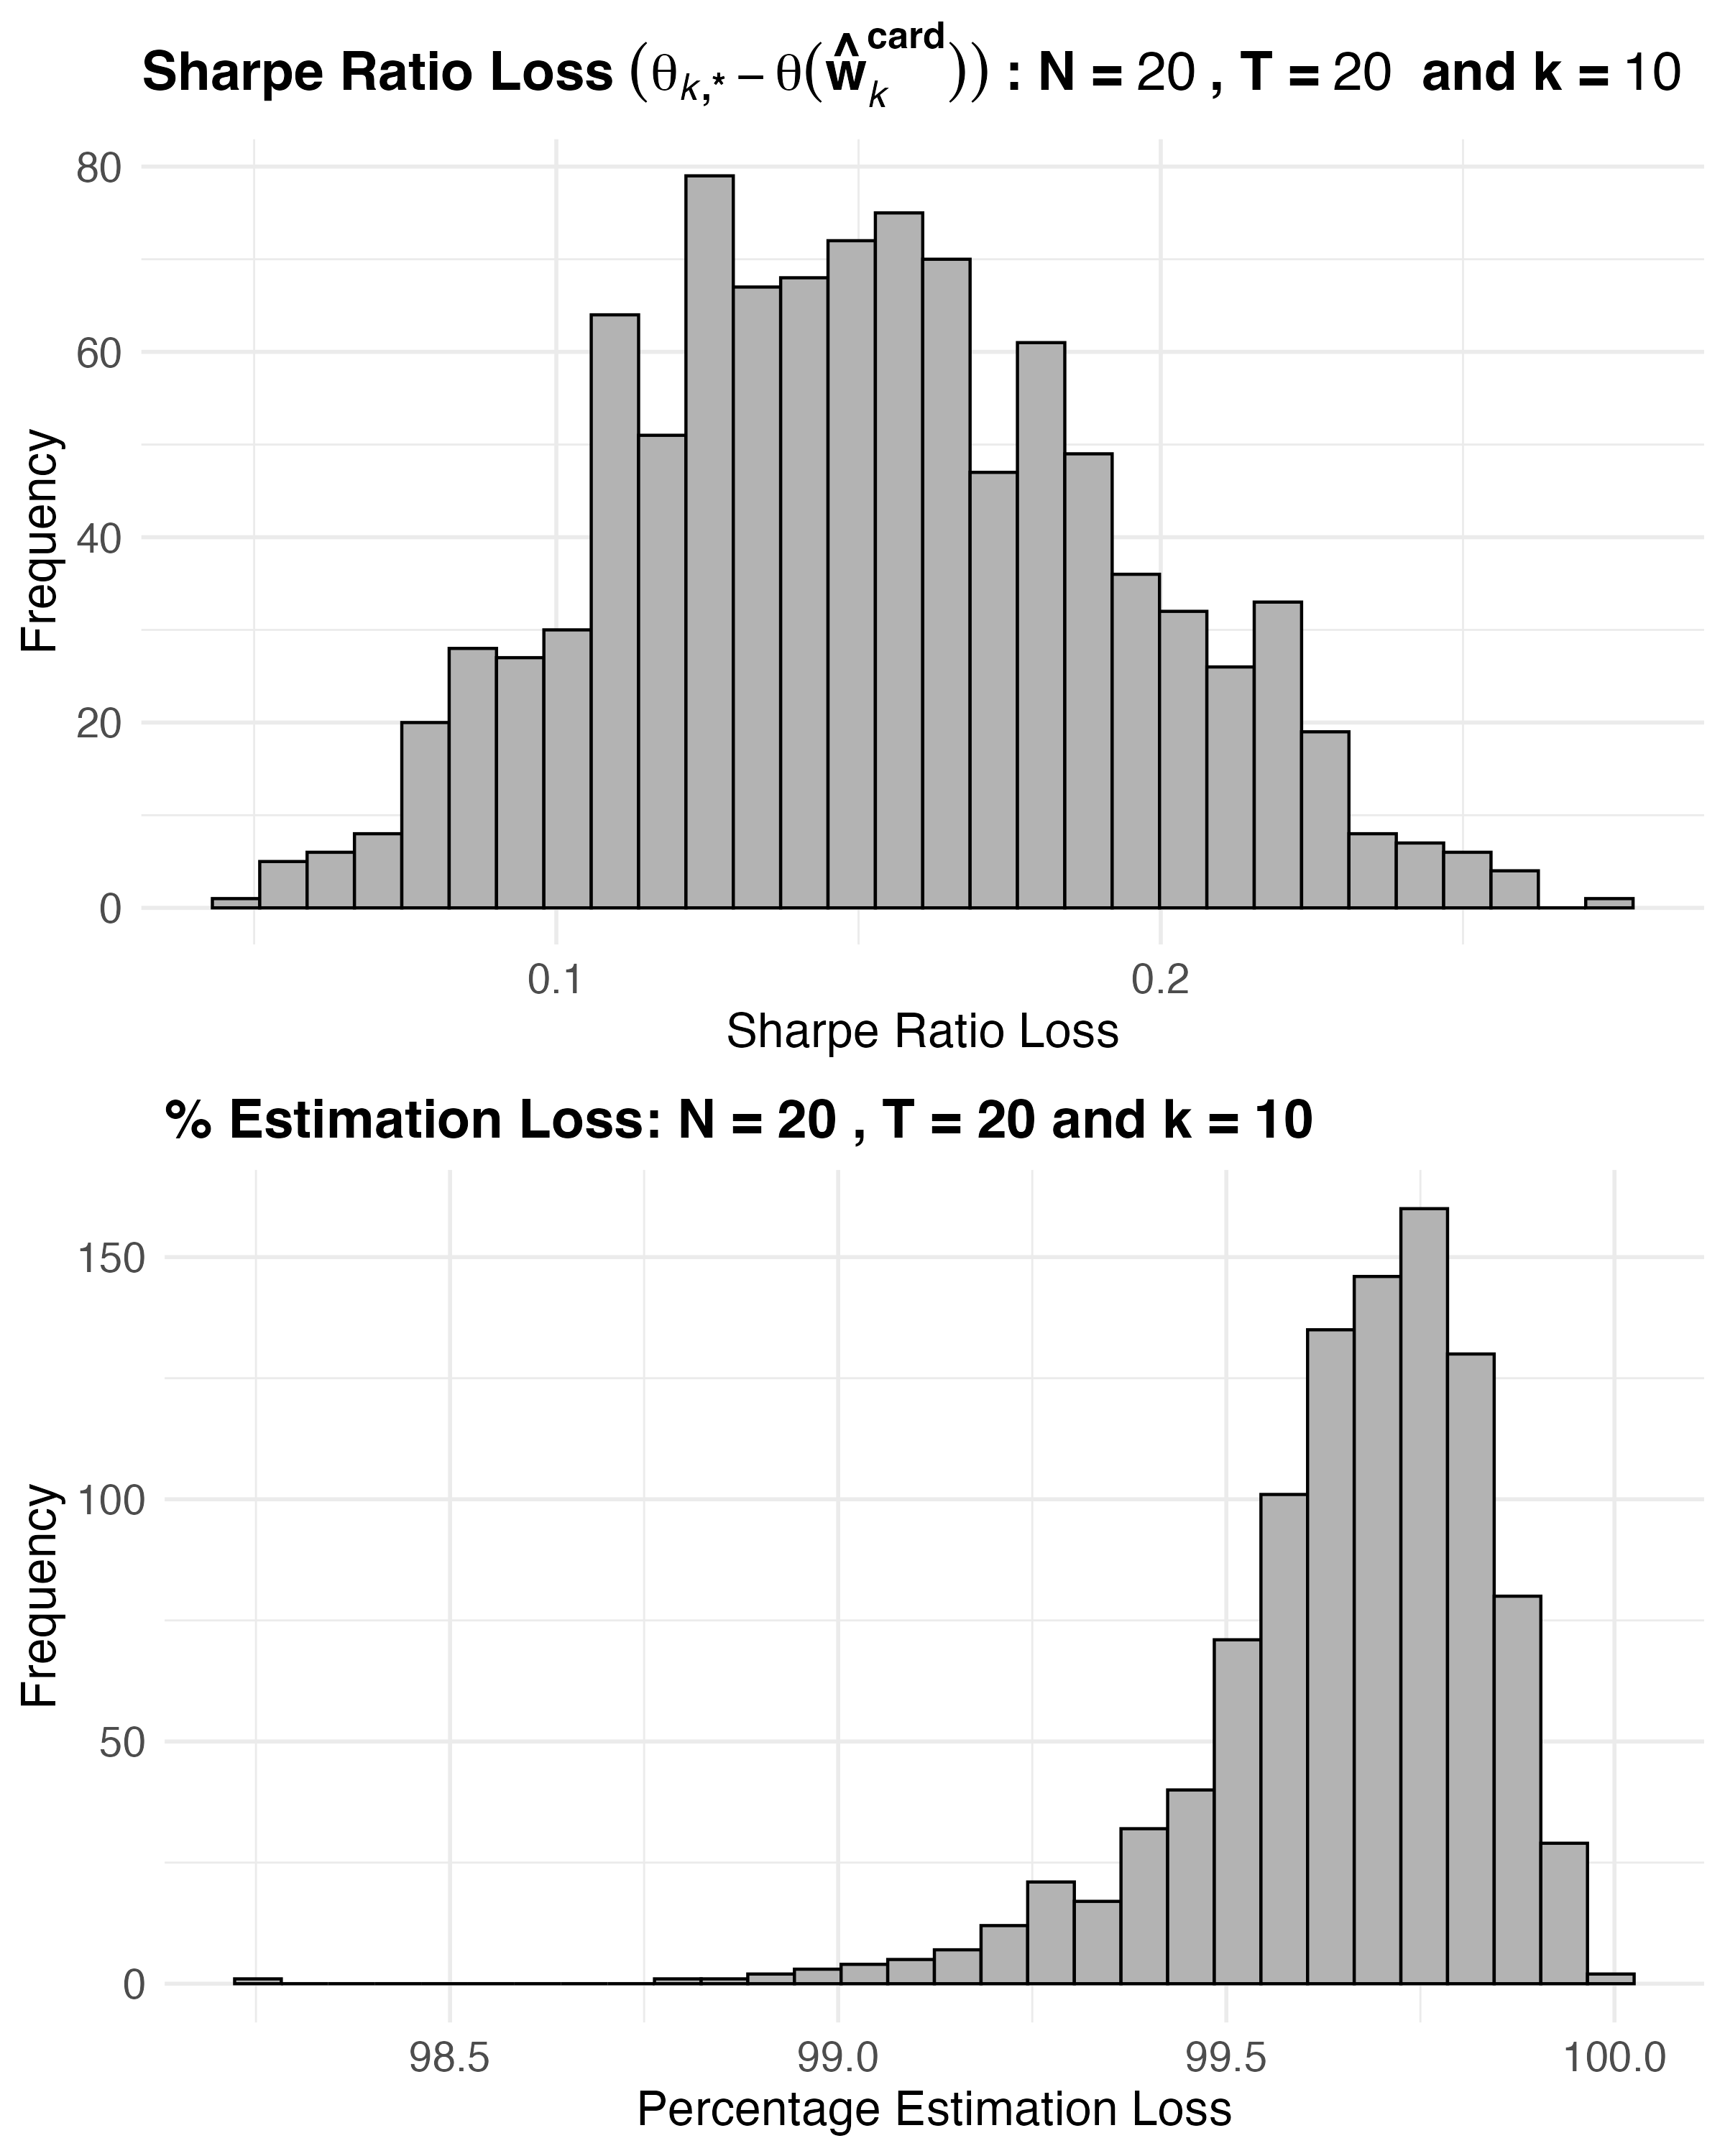 Sharpe Ratio Loss (θk,* − θ(ŵk^card)) : N = 20 , T = 20 and k = 10
80
60
40
20
0
Frequency
0.1 0.2
Sharpe Ratio Loss
% Estimation Loss: N = 20 , T = 20 and k = 10
150
100
50
0
Frequency
98.5 99.0 99.5 100.0
Percentage Estimation Loss